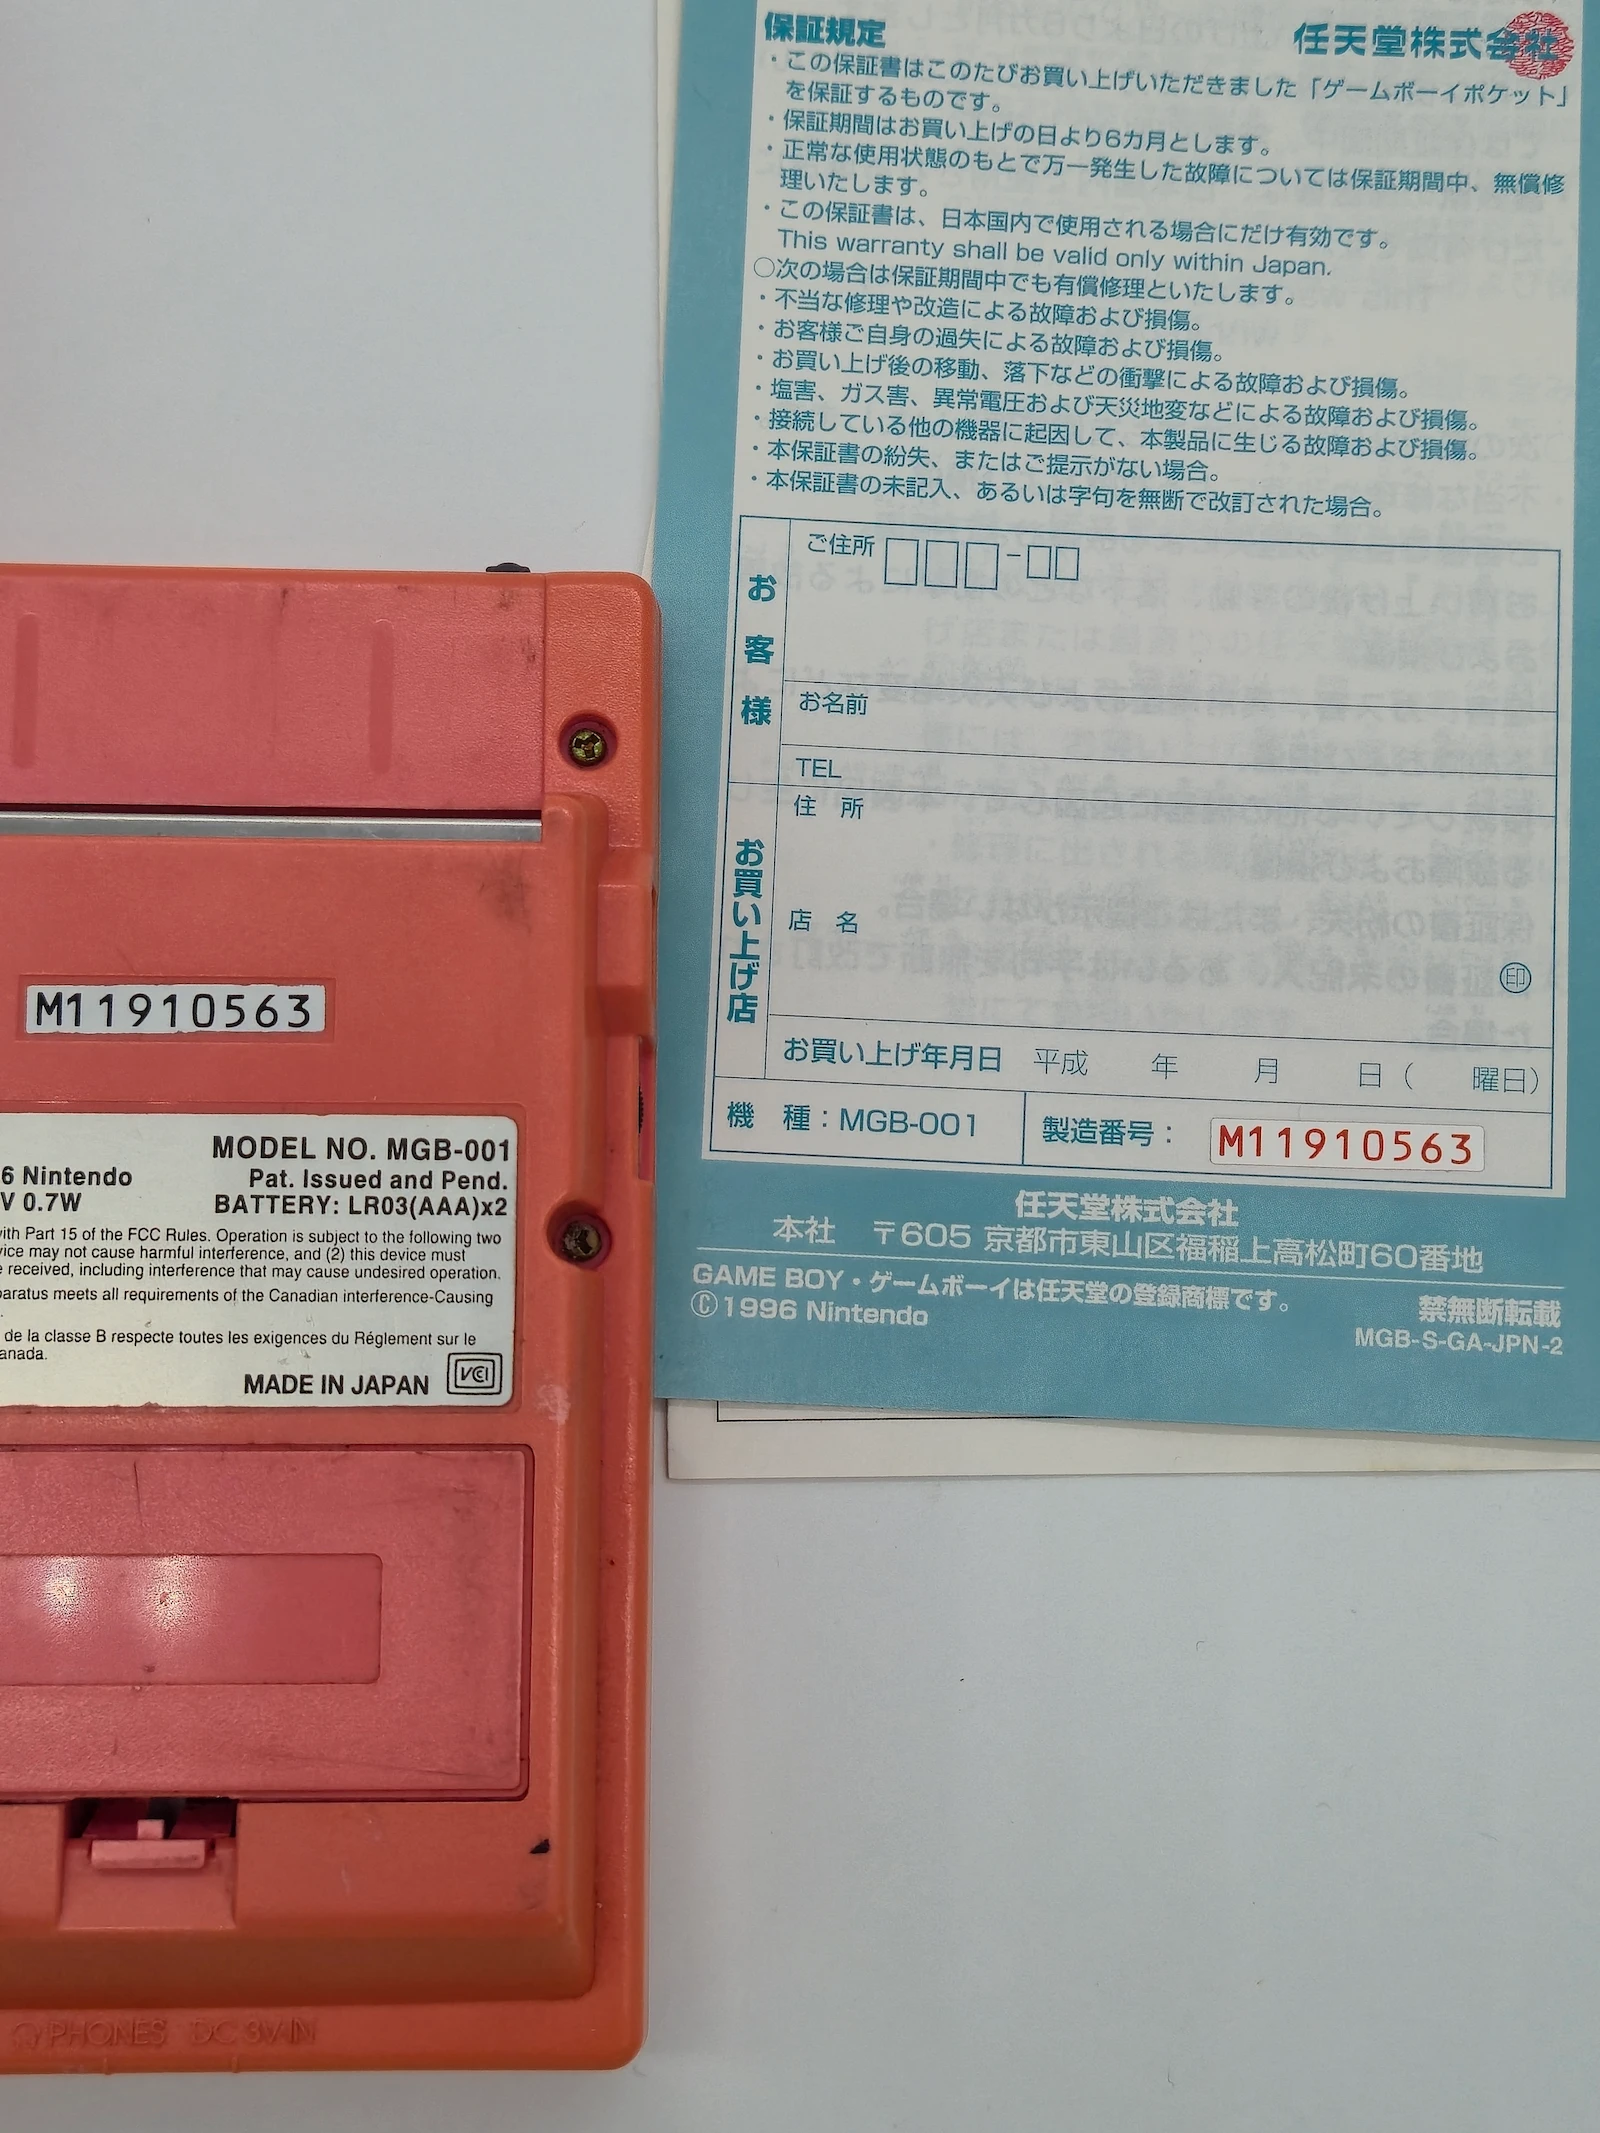 M11910563
MODEL NO. MGB-001
6 Nintendo
Pat. Issued and Pend.
V 0.7W
BATTERY: LR03(AAA)x2
with Part 15 of the FCC Rules. Operation is subject to the following two
vice may not cause harmful interference, and (2) this device must
e received, including interference that may cause undesired operation.
paratus meets all requirements of the Canadian interference-Causing
de la classe B respecte toutes les exigences du Réglement sur le
anada.
MADE IN JAPAN
VCI
PHONES DC 3V IN
保証規定
任天堂株式会社
・この保証書はこのたびお買い上げいただきました「ゲームボーイポケット」
を保証するものです。
・保証期間はお買い上げの日より6カ月とします。
・正常な使用状態のもとで万一発生した故障については保証期間中、無償修
理いたします。
・この保証書は、日本国内で使用される場合にだけ有効です。
This warranty shall be valid only within Japan.
○次の場合は保証期間中でも有償修理といたします。
・不当な修理や改造による故障および損傷。
・お客様ご自身の過失による故障および損傷。
・お買い上げ後の移動、落下などの衝撃による故障および損傷。
・塩害、ガス害、異常電圧および天災地変などによる故障および損傷。
・接続している他の機器に起因して、本製品に生じる故障および損傷。
・本保証書の紛失、またはご提示がない場合。
・本保証書の未記入、あるいは字句を無断で改訂された場合。
お客様
ご住所 □□□-□□
お名前
TEL
お買い上げ店
住 所
店 名
印
お買い上げ年月日 平成 年 月 日( 曜日)
機 種：MGB-001
製造番号： M11910563
任天堂株式会社
本社 〒605 京都市東山区福稲上高松町60番地
GAME BOY・ゲームボーイは任天堂の登録商標です。
©1996 Nintendo
禁無断転載
MGB-S-GA-JPN-2